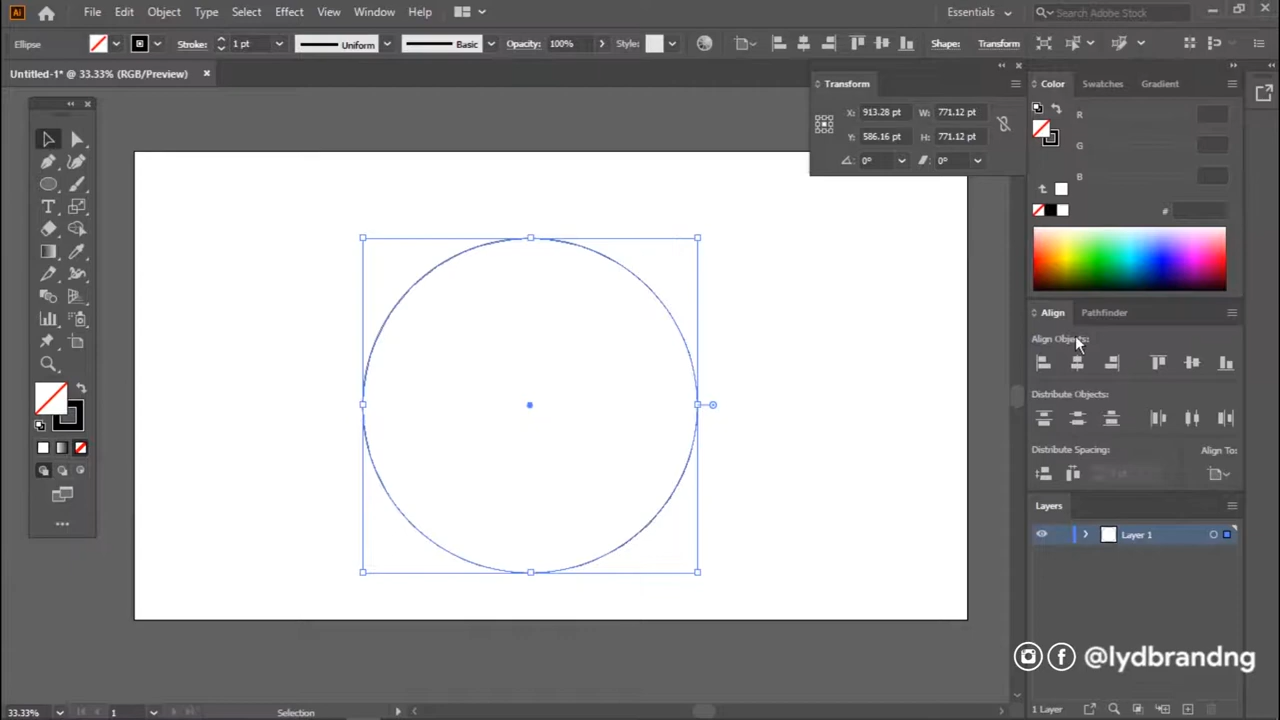 Ai File Edit Object Type Select Effect View Window Help Essentials Search Adobe Stock
Ellipse Stroke: 1 pt Uniform Basic Opacity: 100% Style: Shape: Transform
Untitled-1* @ 33.33% (RGB/Preview)
Transform
X: 913.28 pt W: 771.12 pt
Y: 586.16 pt H: 771.12 pt
0° 0°
Color Swatches Gradient
R
G
B
#
Align Pathfinder
Align Objects:
Distribute Objects:
Distribute Spacing: Align To:
Layers
Layer 1
@lydbrandng
33.33% 1 Selection 1 Layer